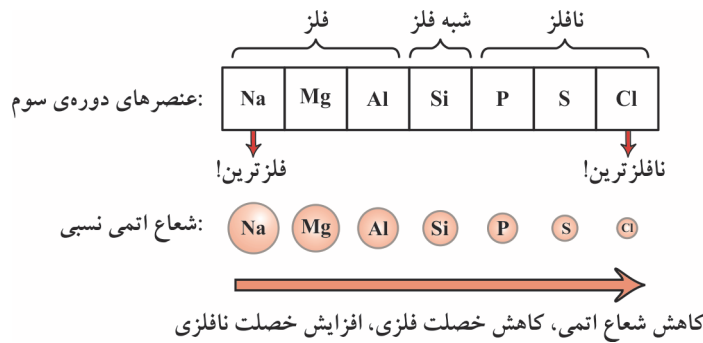 نافلز شبه فلز فلز
عنصرهای دوره‌ی سوم: Na Mg Al Si P S Cl
فلزترین! نافلزترین!
شعاع اتمی نسبی: Na Mg Al Si P S Cl
کاهش شعاع اتمی، کاهش خصلت فلزی، افزایش خصلت نافلزی